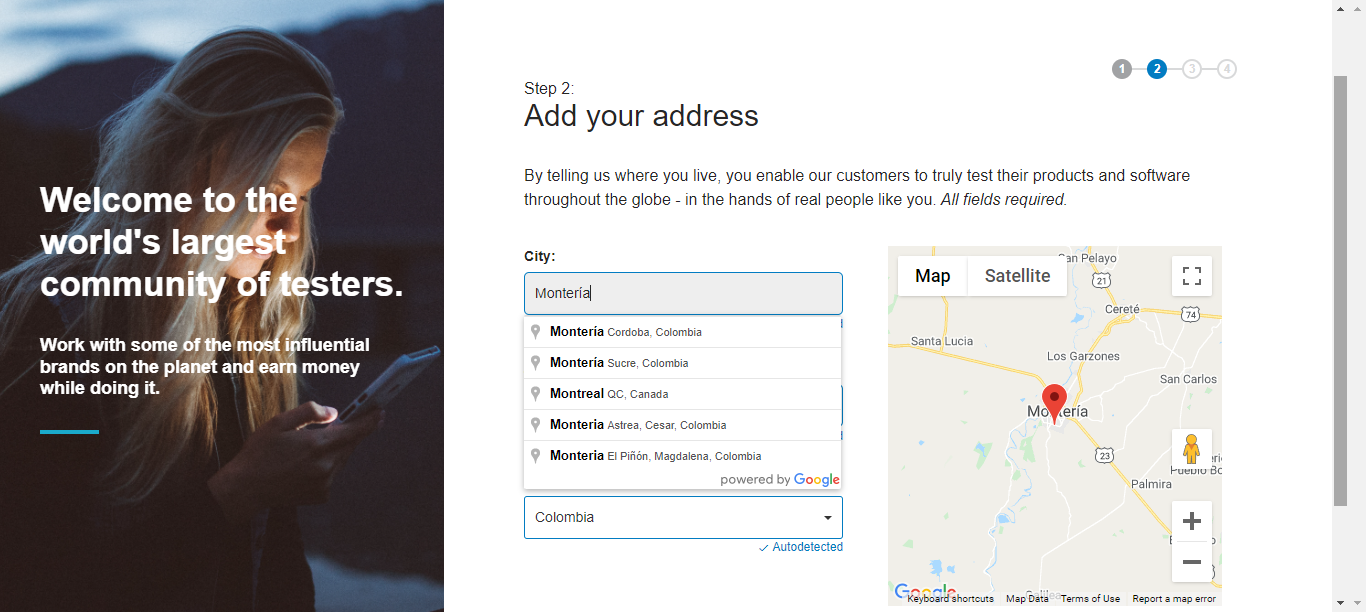 Welcome to the
world's largest
community of testers.
Work with some of the most influential
brands on the planet and earn money
while doing it.
1 2 3 4
Step 2:
Add your address
By telling us where you live, you enable our customers to truly test their products and software
throughout the globe - in the hands of real people like you. All fields required.
City:
Montería
Montería Cordoba, Colombia
Montería Sucre, Colombia
Montreal QC, Canada
Monteria Astrea, Cesar, Colombia
Monteria El Piñón, Magdalena, Colombia
powered by Google
Colombia
Autodetected
Map Satellite
San Pelayo
21
Cereté
74
Santa Lucia
Los Garzones
San Carlos
Montería
23
Pueblo Bo
Palmira
Google
Keyboard shortcuts Map Data Terms of Use Report a map error